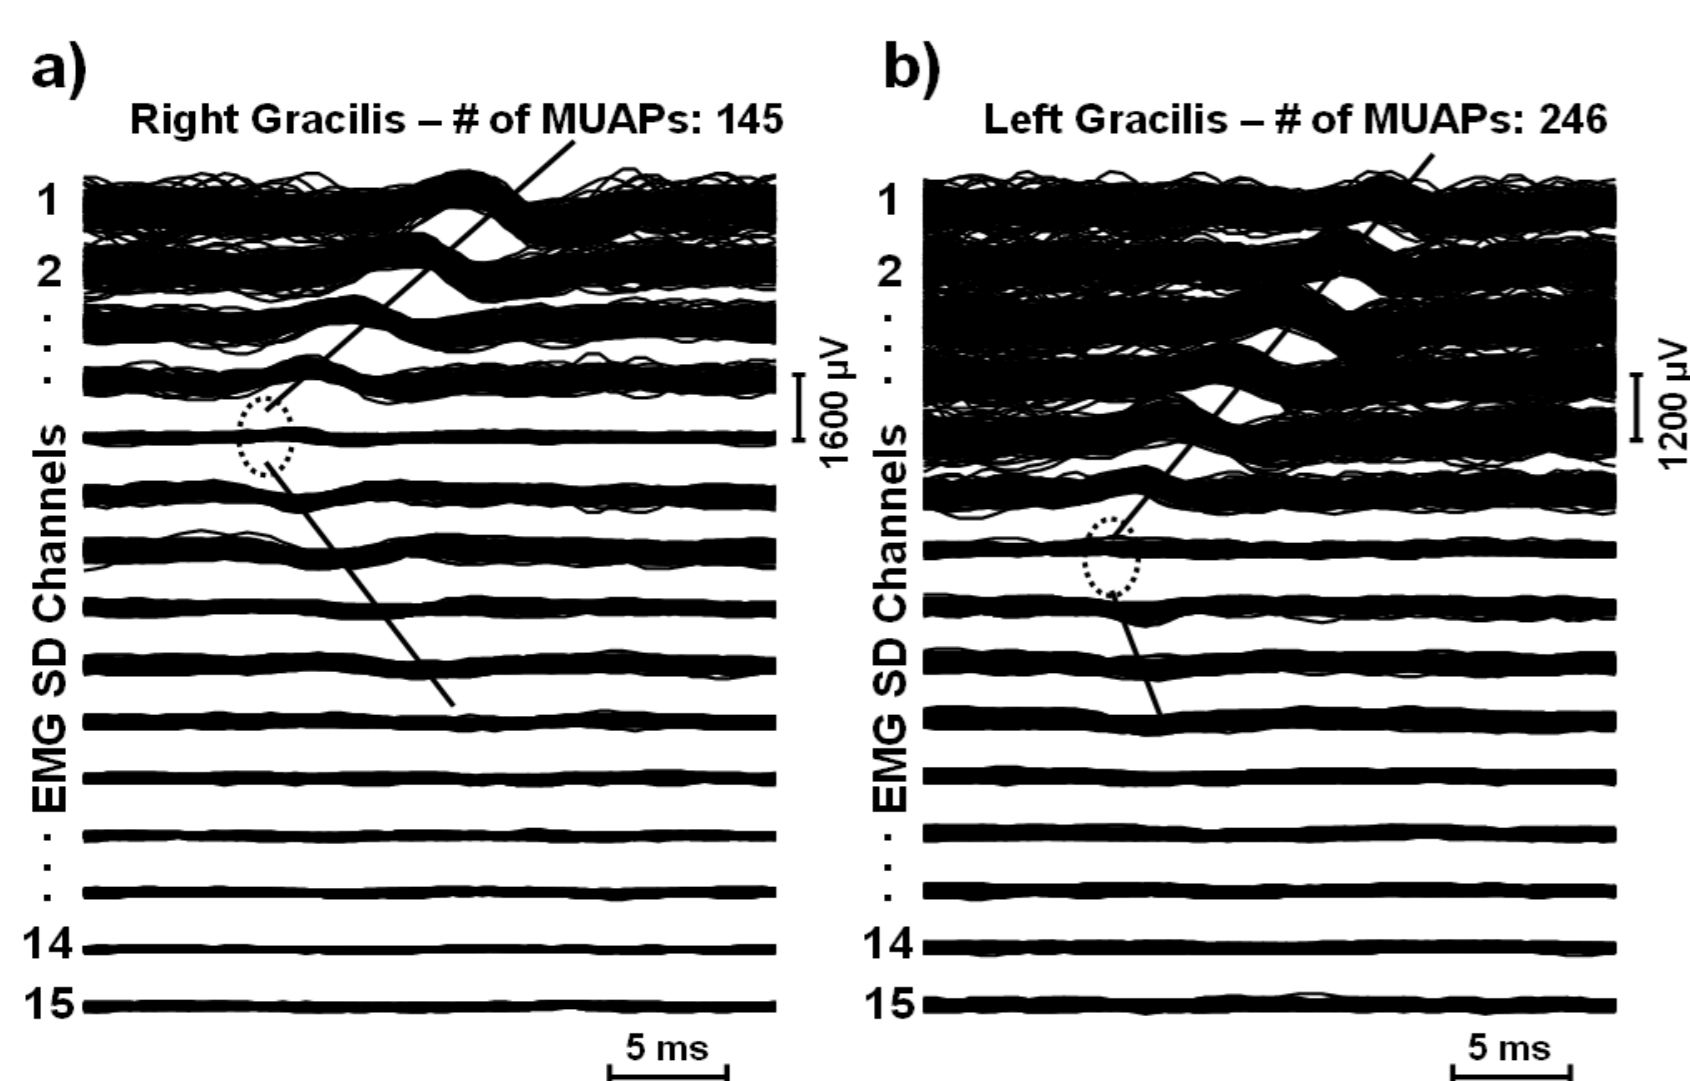 a)
Right Gracilis – # of MUAPs: 145
1
2
.
.
.
EMG SD Channels
.
.
.
14
15
1600 µV
5 ms
b)
Left Gracilis – # of MUAPs: 246
1
2
.
.
.
EMG SD Channels
.
.
.
14
15
1200 µV
5 ms